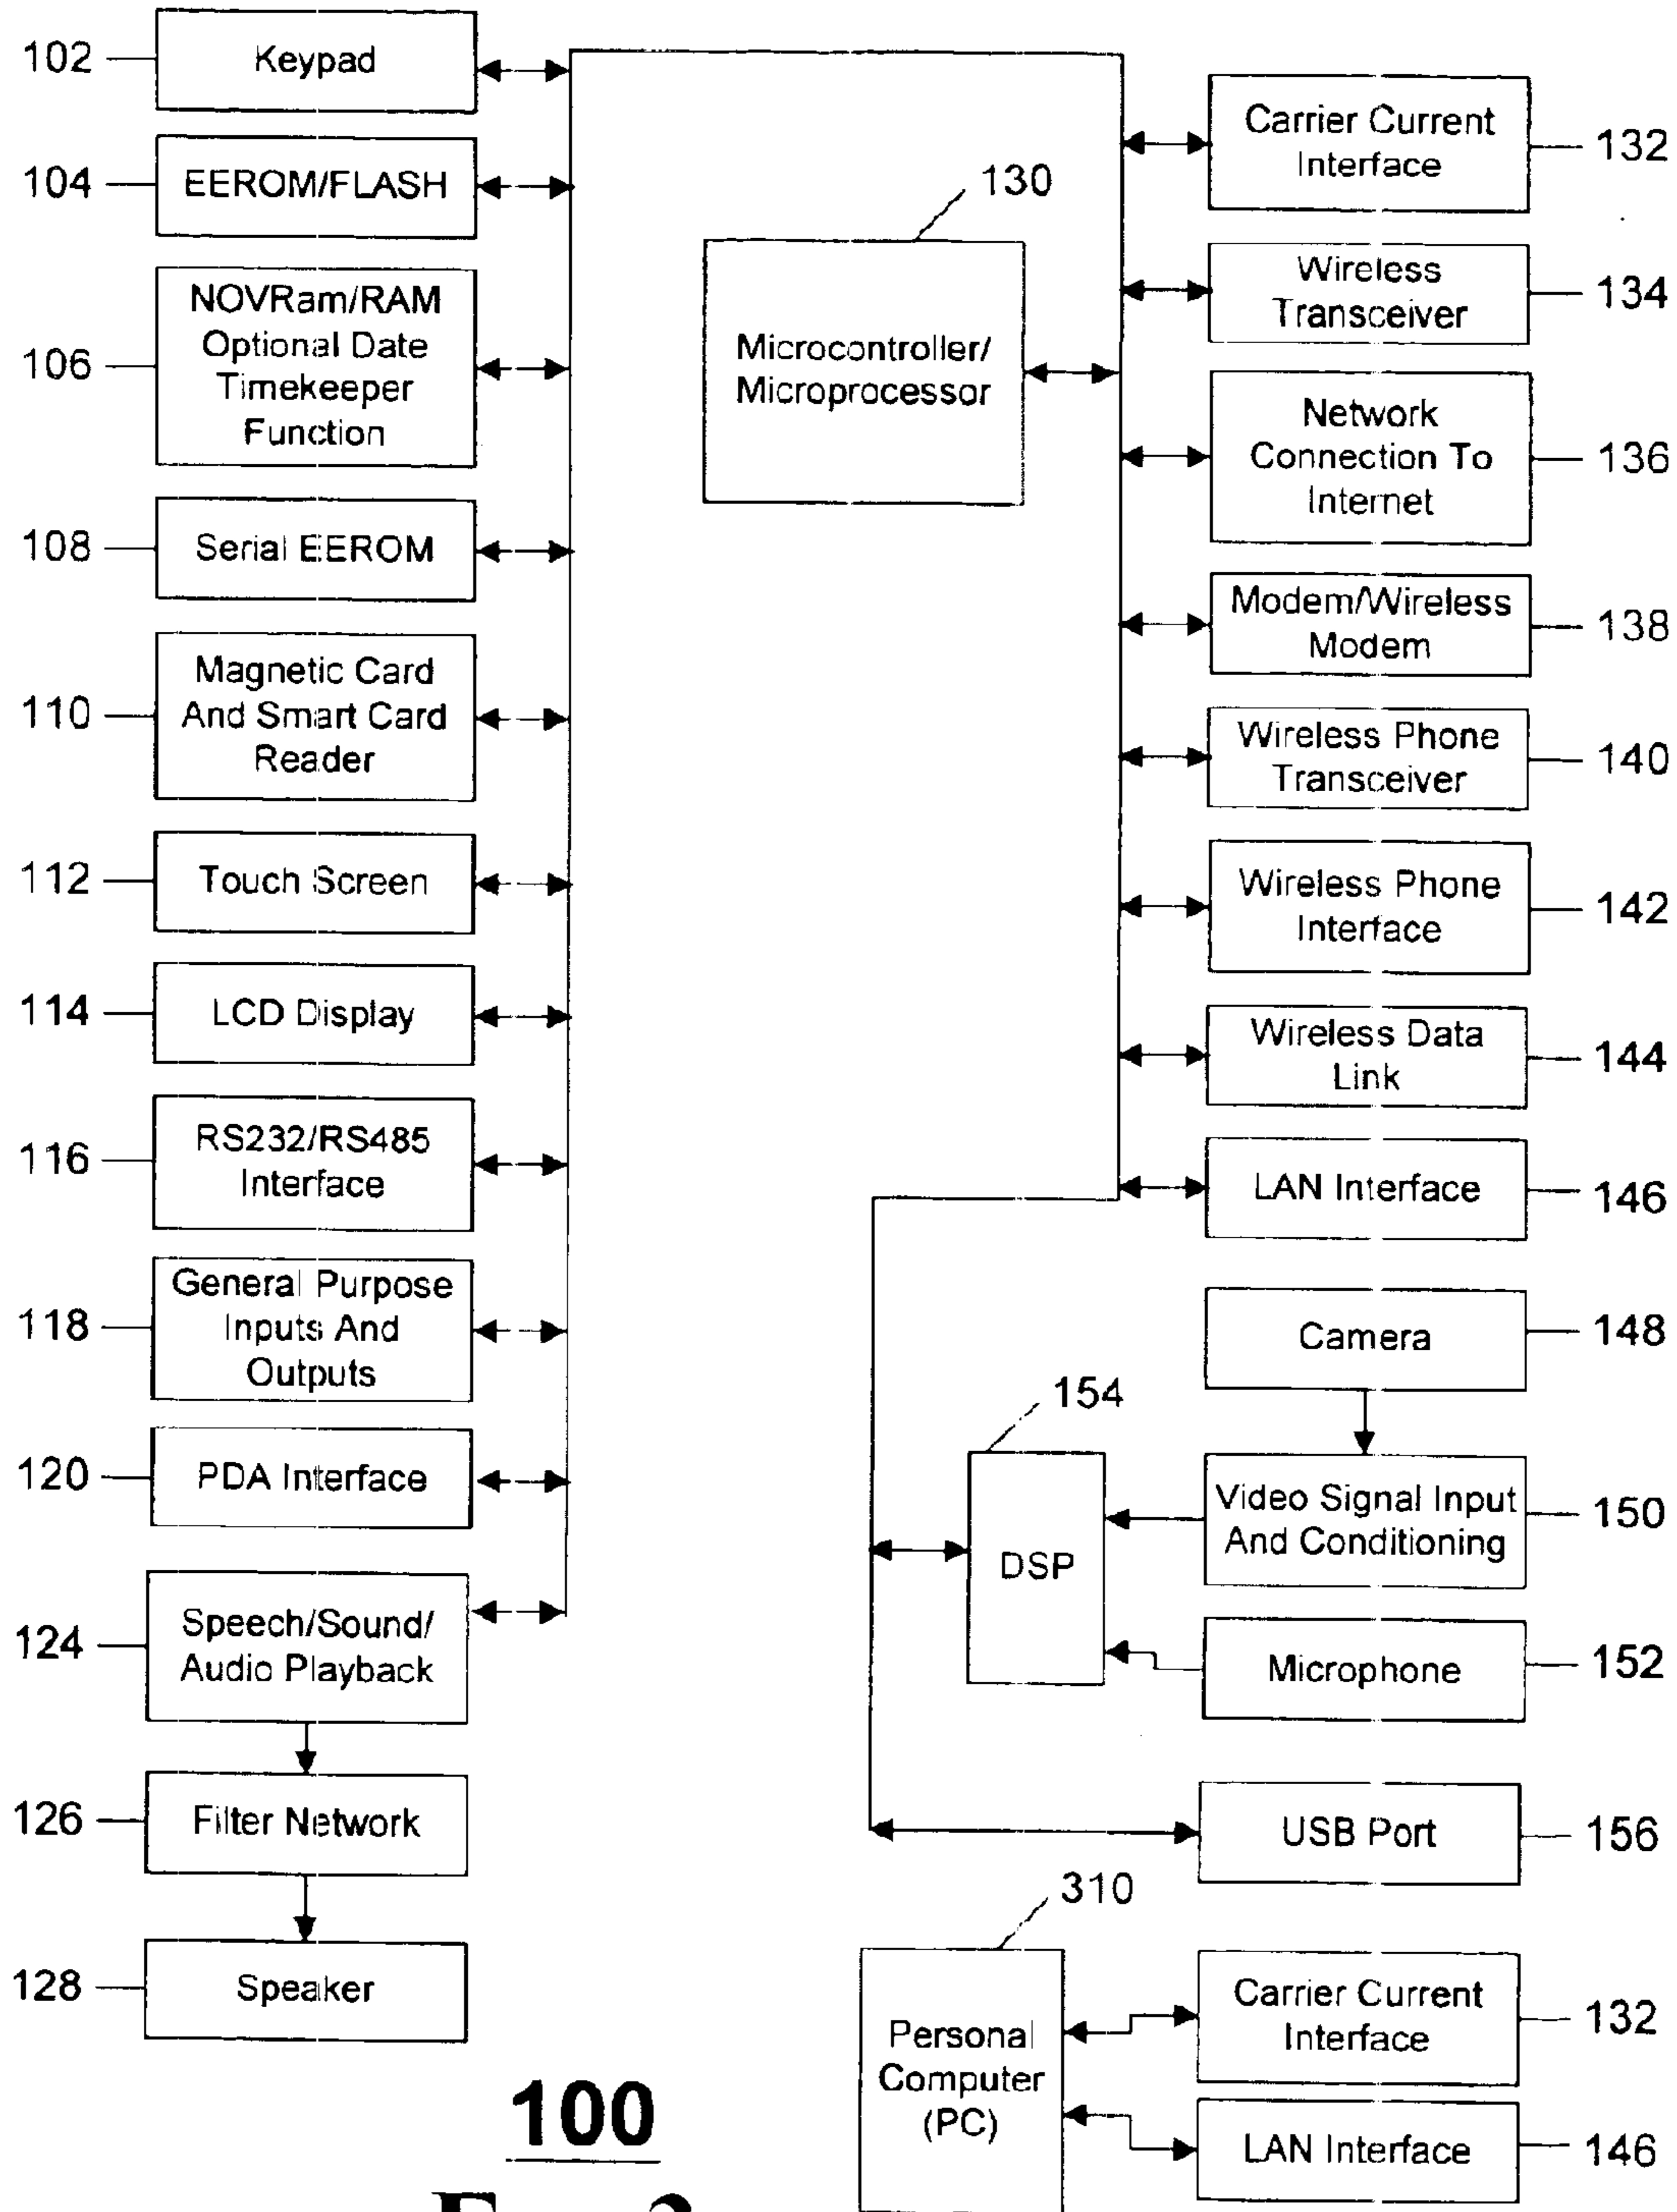 102
Keypad
104
EEROM/FLASH
106
NOVRam/RAM
Optional Date
Timekeeper
Function
108
Serial EEROM
110
Magnetic Card
And Smart Card
Reader
112
Touch Screen
114
LCD Display
116
RS232/RS485
Interface
118
General Purpose
Inputs And
Outputs
120
PDA Interface
124
Speech/Sound/
Audio Playback
126
Filter Network
128
Speaker
130
Microcontroller/
Microprocessor
Carrier Current
Interface
132
Wireless
Transceiver
134
Network
Connection To
Internet
136
Modem/Wireless
Modem
138
Wireless Phone
Transceiver
140
Wireless Phone
Interface
142
Wireless Data
Link
144
LAN Interface
146
Camera
148
154
DSP
Video Signal Input
And Conditioning
150
Microphone
152
USB Port
156
310
Personal
Computer
(PC)
Carrier Current
Interface
132
LAN Interface
146
100